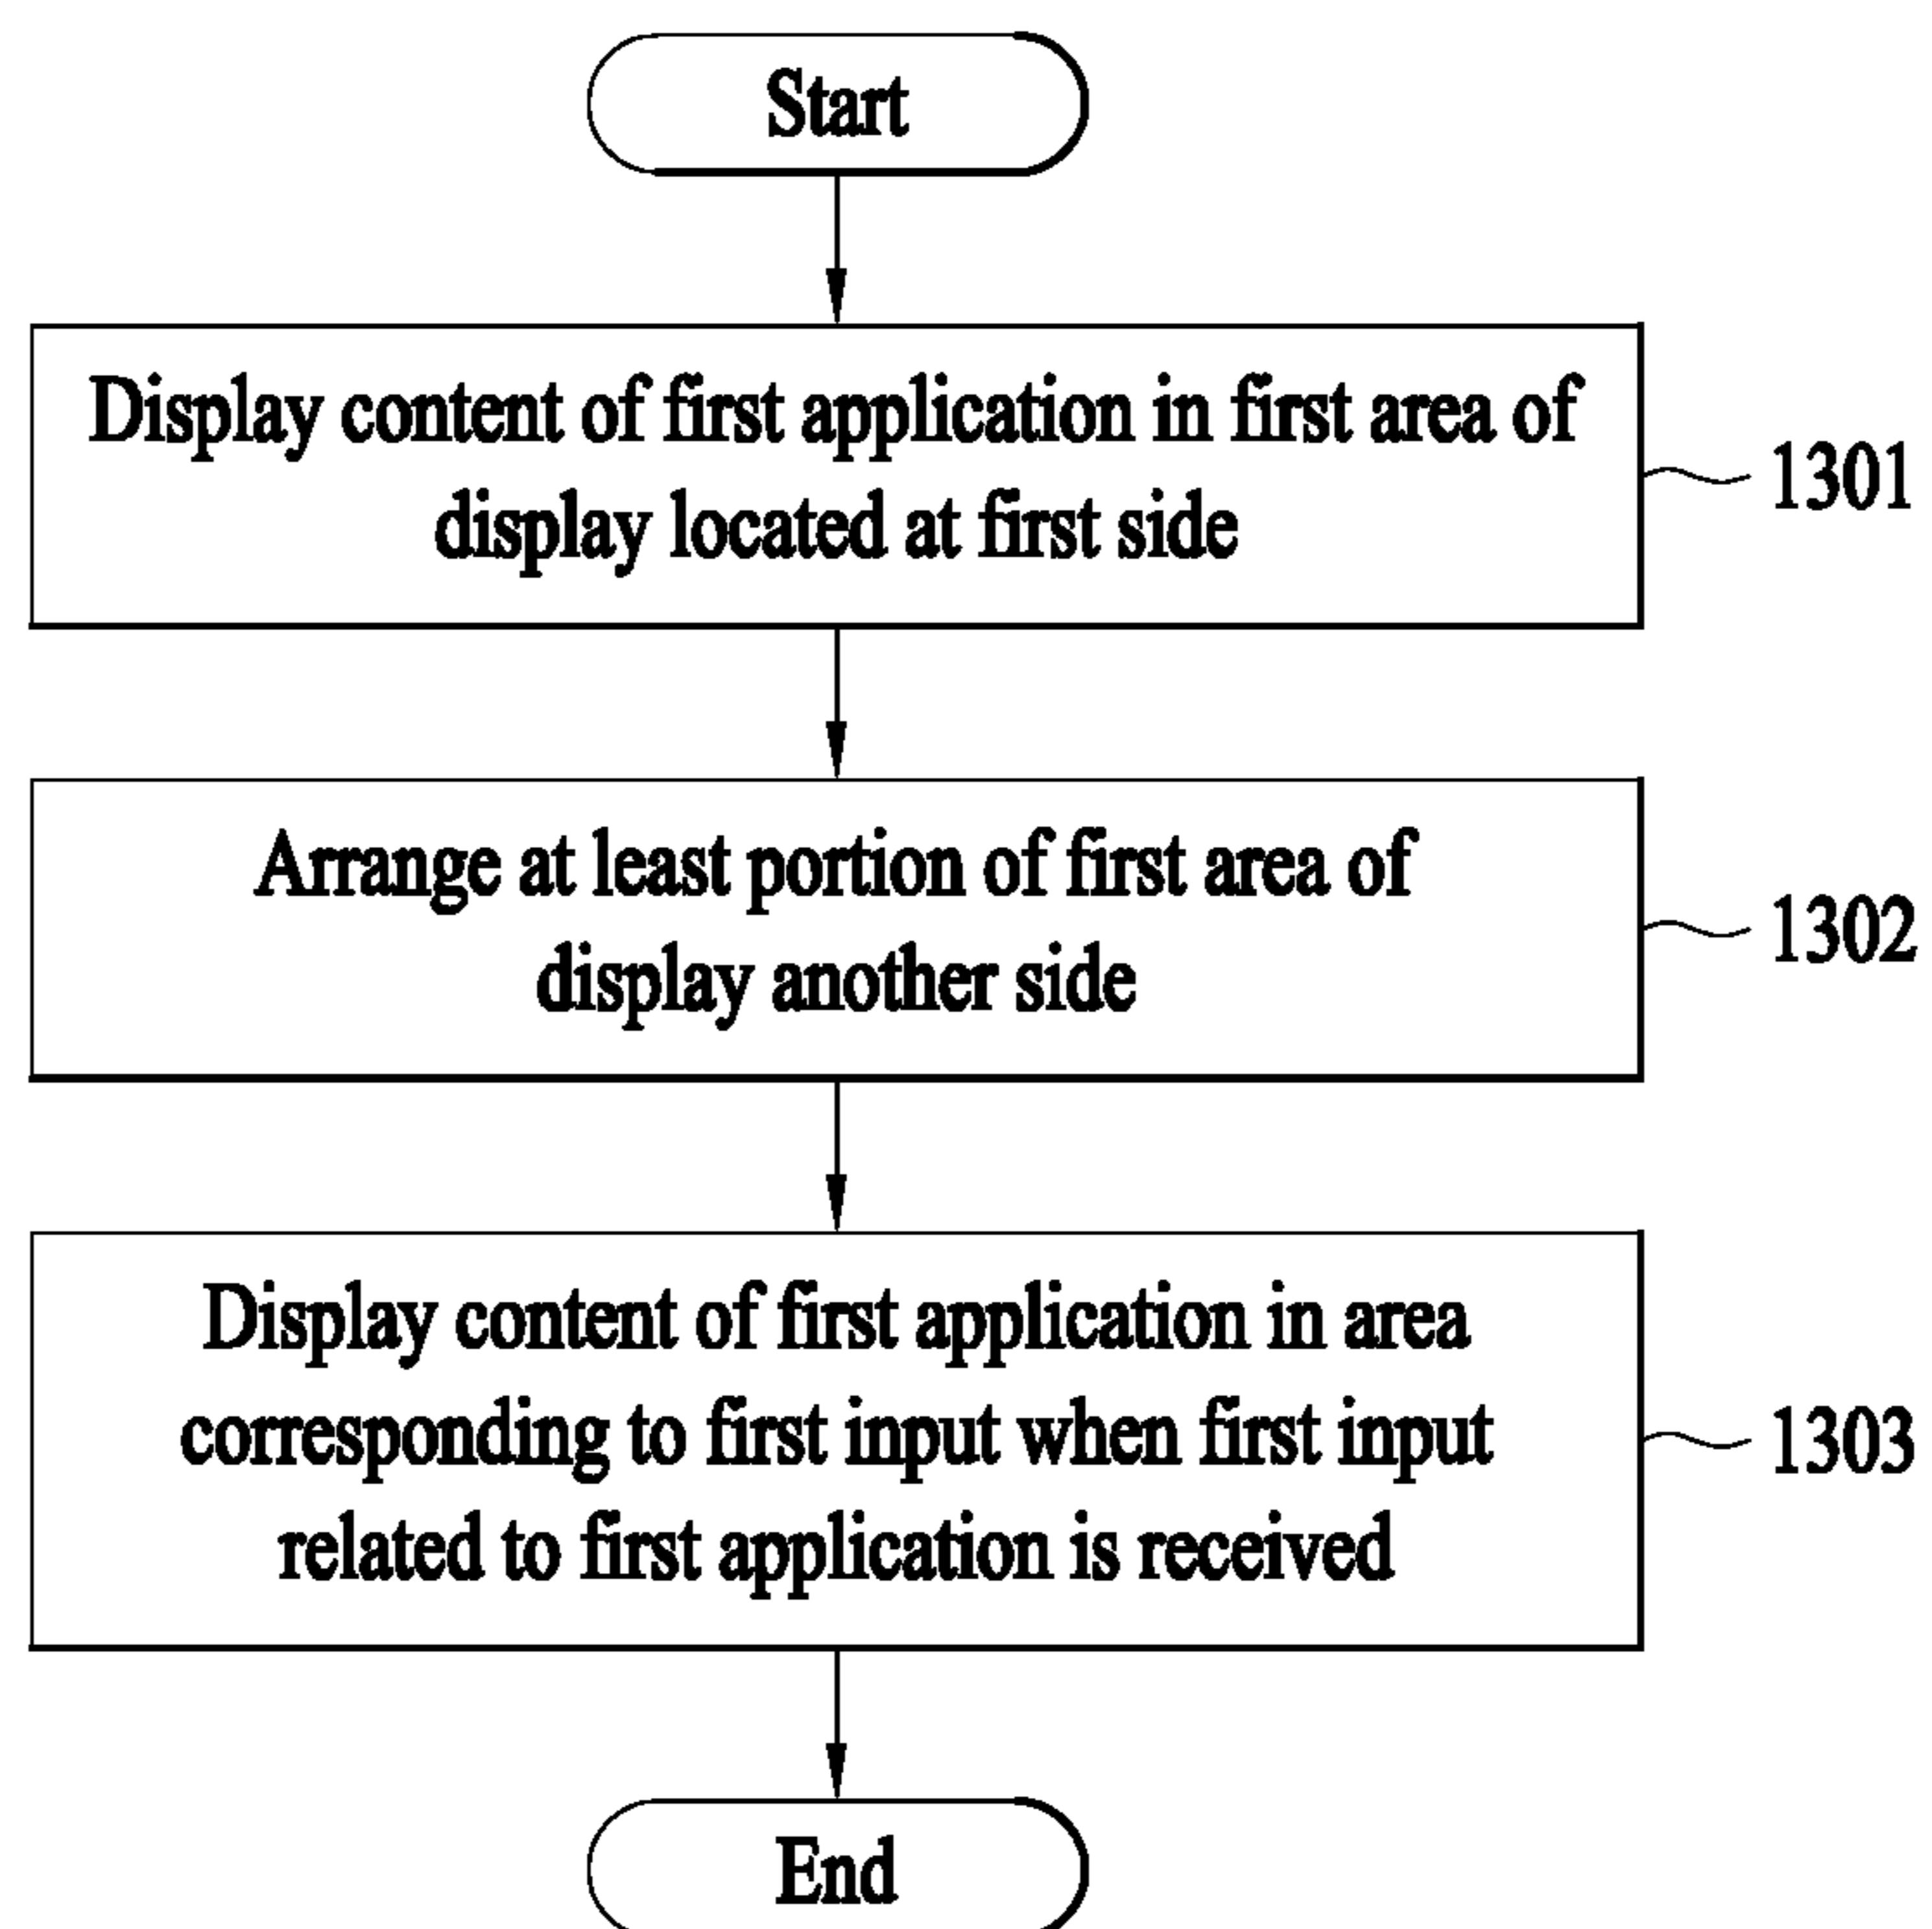 Start
Display content of first application in first area of
display located at first side
1301
Arrange at least portion of first area of
display another side
1302
Display content of first application in area
corresponding to first input when first input
related to first application is received
1303
End